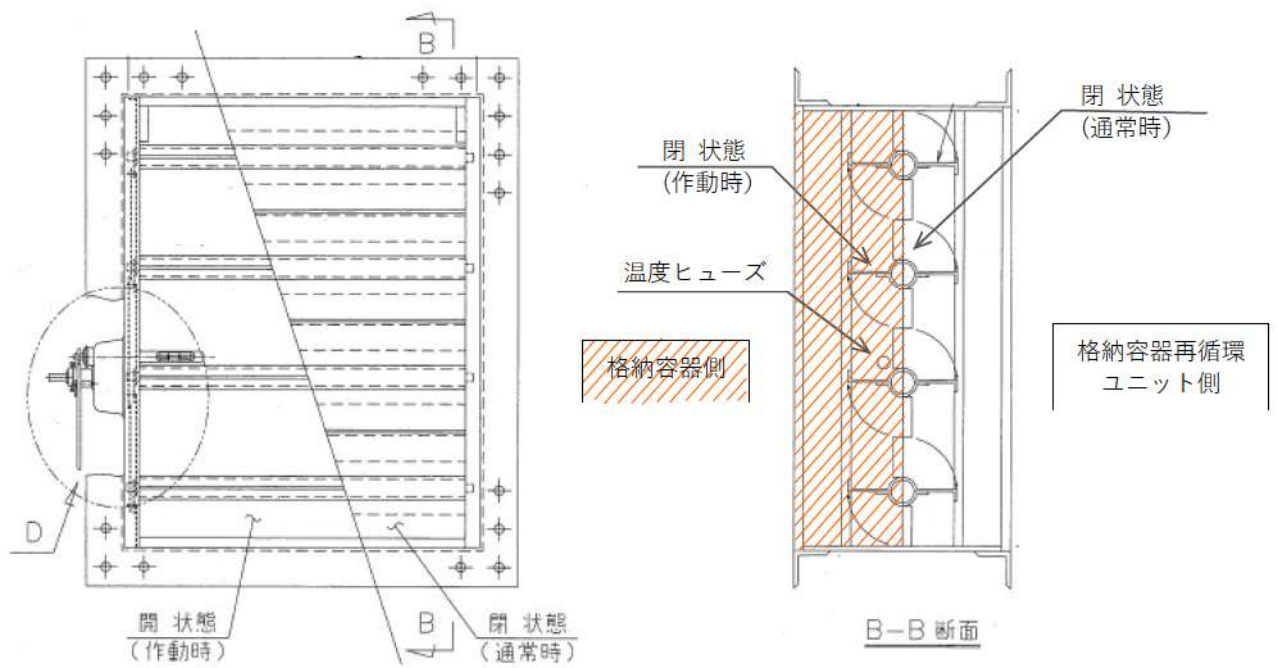 B
閉 状態
(通常時)
閉 状態
(作動時)
温度ヒューズ
格納容器側
格納容器再循環
ユニット側
D
開 状態
(作動時)
B
閉 状態
(通常時)
B-B 断面